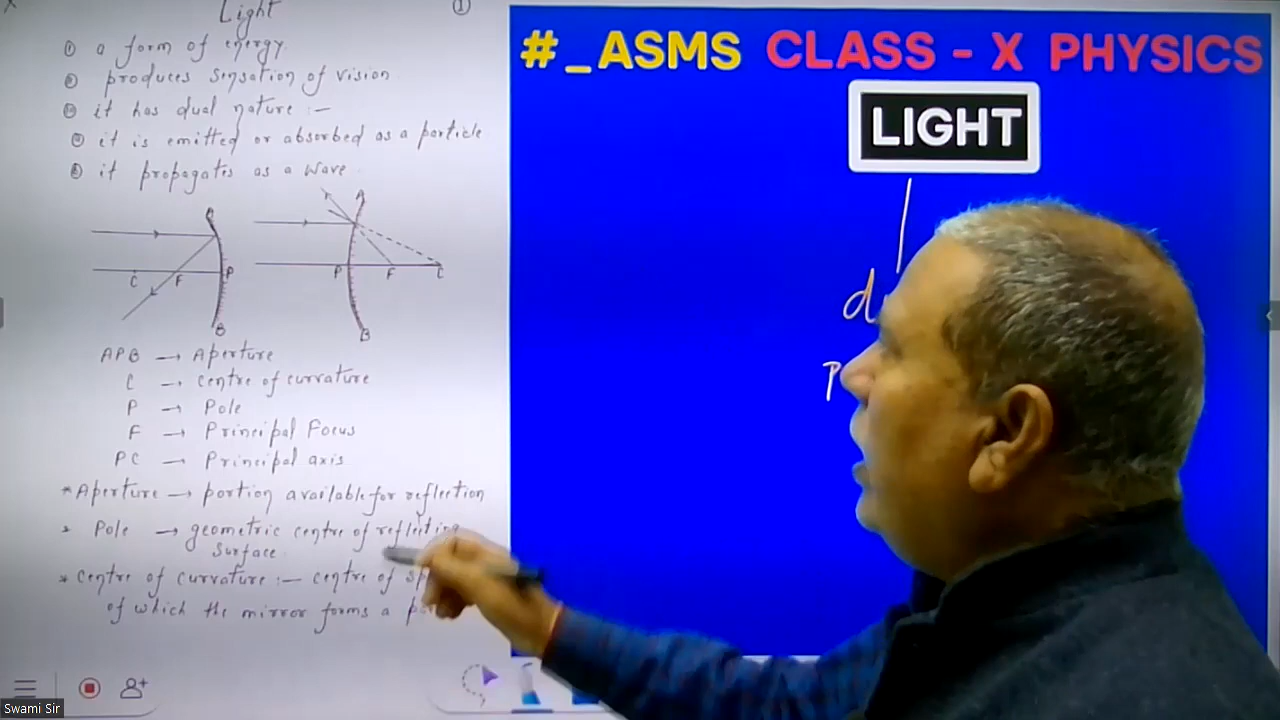 Light
①
① a form of energy
② produces sensation of vision
③ it has dual nature :-
④ it is emitted or absorbed as a particle
⑤ it propagates as a wave
A
A
C F P
P F C
B
B
APB → Aperture
C → centre of curvature
P → Pole
F → Principal Focus
PC → Principal axis
* Aperture → portion available for reflection
* Pole → geometric centre of reflecting
surface
* Centre of curvature :- centre of
of which the mirror forms a
#_ASMS CLASS - X PHYSICS
LIGHT
Swami Sir